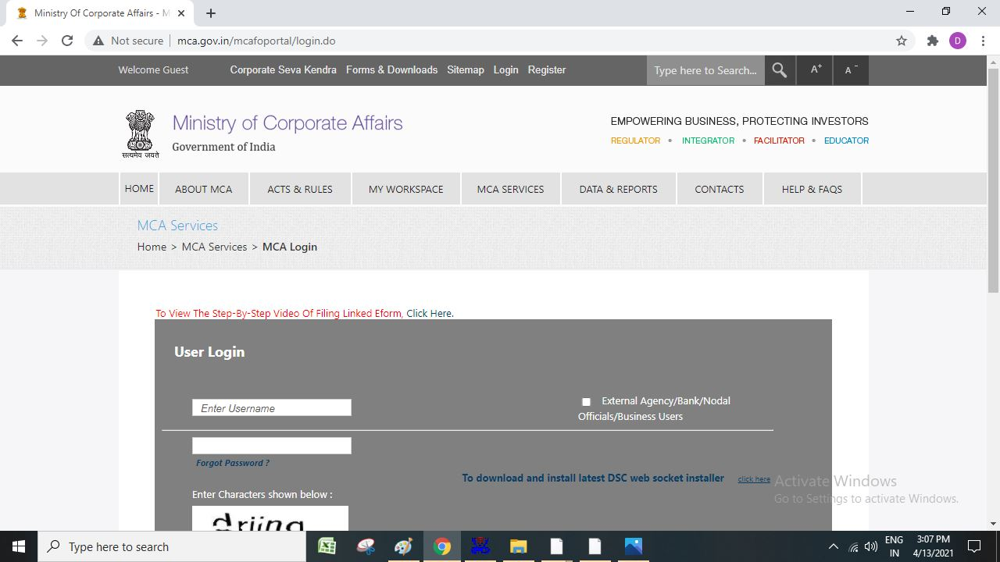 Ministry Of Corporate Affairs - M
Not secure
mca.gov.in/mcafoportal/login.do
D
Welcome Guest
Corporate Seva Kendra Forms & Downloads Sitemap Login Register
Type here to Search...
A+ A -
Ministry of Corporate Affairs
Government of India
सत्यमेव जयते
EMPOWERING BUSINESS, PROTECTING INVESTORS
REGULATOR • INTEGRATOR • FACILITATOR • EDUCATOR
HOME ABOUT MCA ACTS & RULES MY WORKSPACE MCA SERVICES DATA & REPORTS CONTACTS HELP & FAQS
MCA Services
Home > MCA Services > MCA Login
To View The Step-By-Step Video Of Filing Linked Eform, Click Here.
User Login
Enter Username
External Agency/Bank/Nodal
Officials/Business Users
Forgot Password ?
To download and install latest DSC web socket installer click here
Enter Characters shown below :
Activate Windows
Go to Settings to activate Windows.
Type here to search
ENG
IN
3:07 PM
4/13/2021